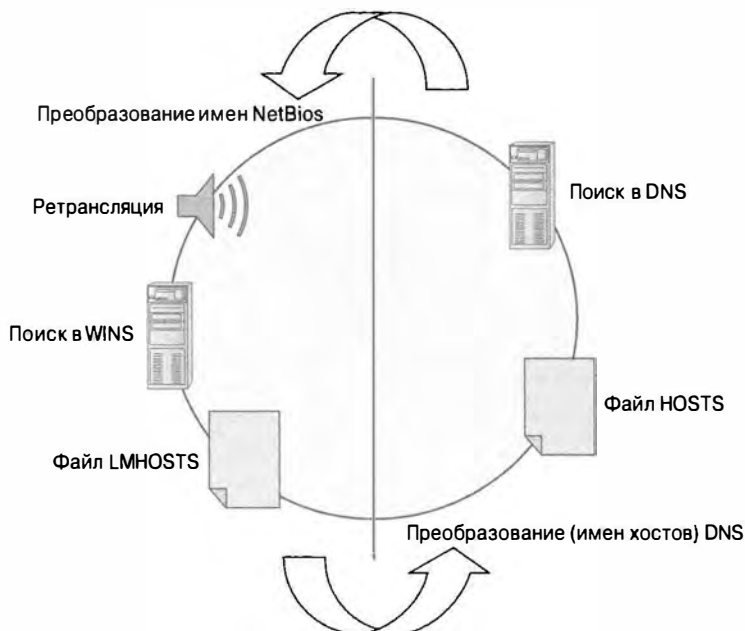 Преобразование имен NetBios
Ретрансляция
Поиск в DNS
Поиск в WINS
Файл HOSTS
Файл LMHOSTS
Преобразование (имен хостов) DNS